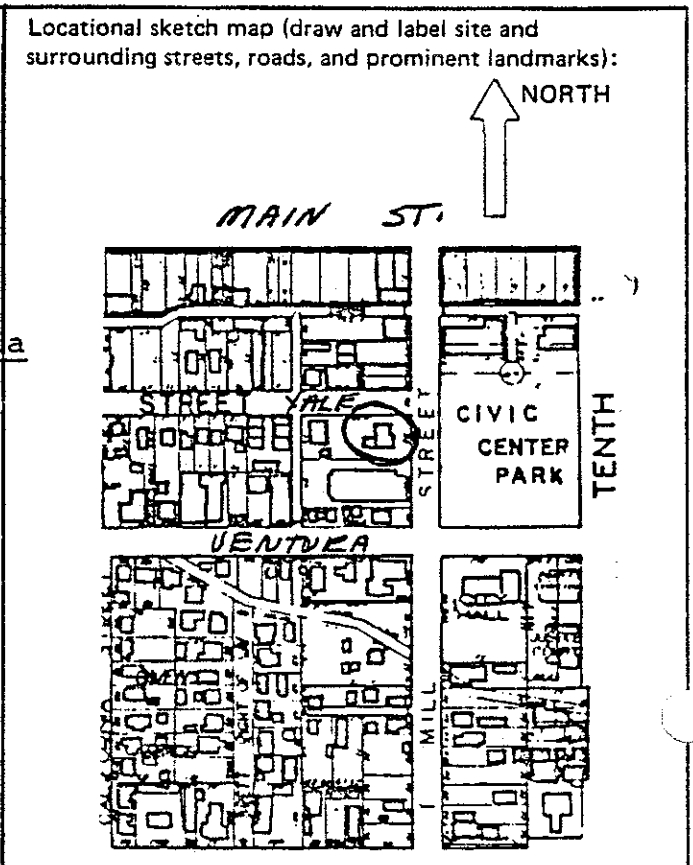 Locational sketch map (draw and label site and
surrounding streets, roads, and prominent landmarks):
NORTH
MAIN ST.
a
STREET YALE
STREET
CIVIC
CENTER
PARK
TENTH
VENTURA
MALL
MILL